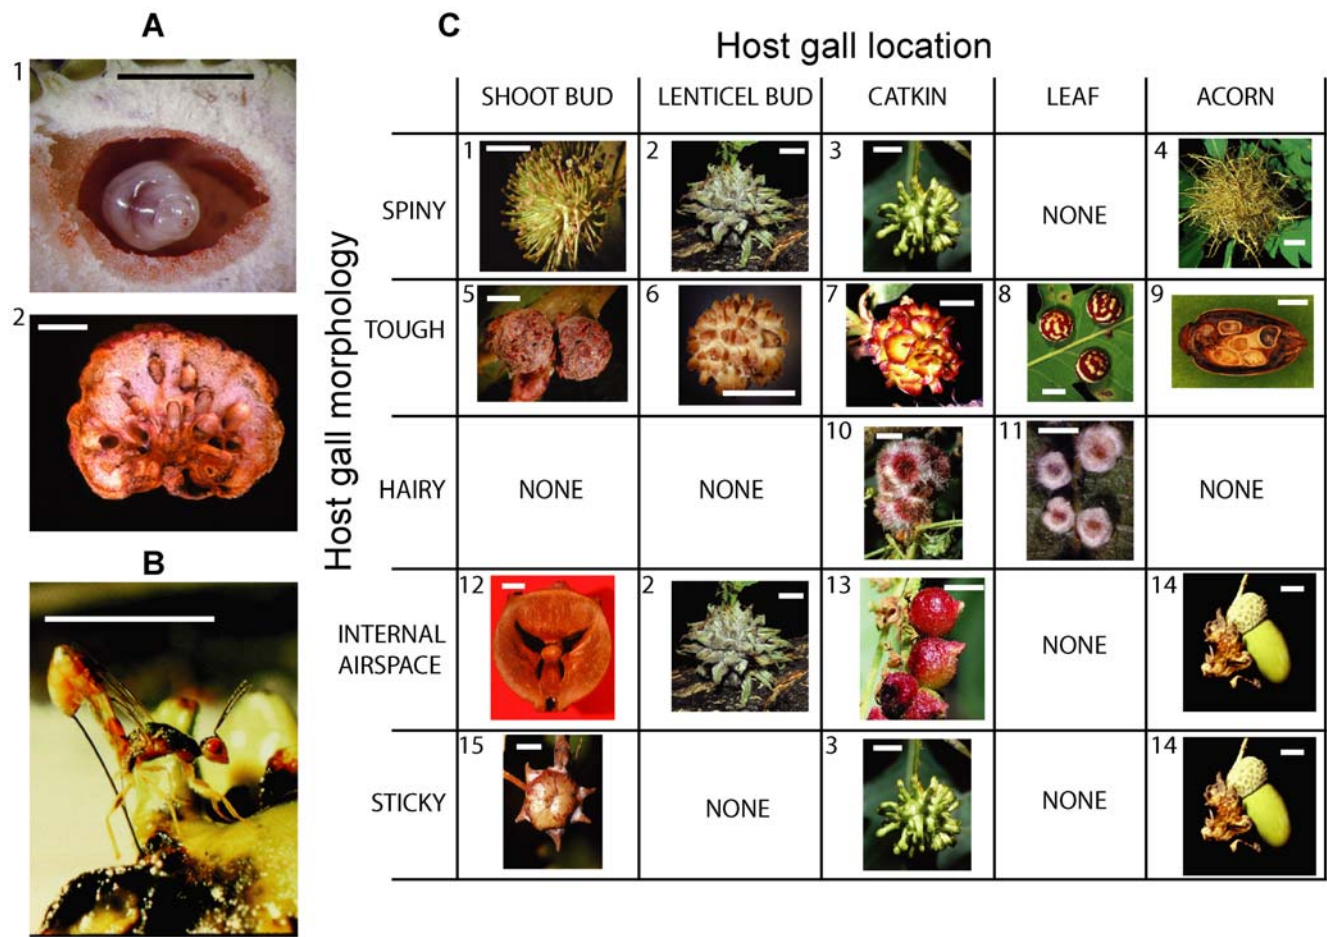 A
1
2
B
C
Host gall location
Host gall morphology
SHOOT BUD LENTICEL BUD CATKIN LEAF ACORN
SPINY 1 2 3 NONE 4
TOUGH 5 6 7 8 9
HAIRY NONE NONE 10 11 NONE
INTERNAL
AIRSPACE 12 2 13 NONE 14
STICKY 15 NONE 3 NONE 14